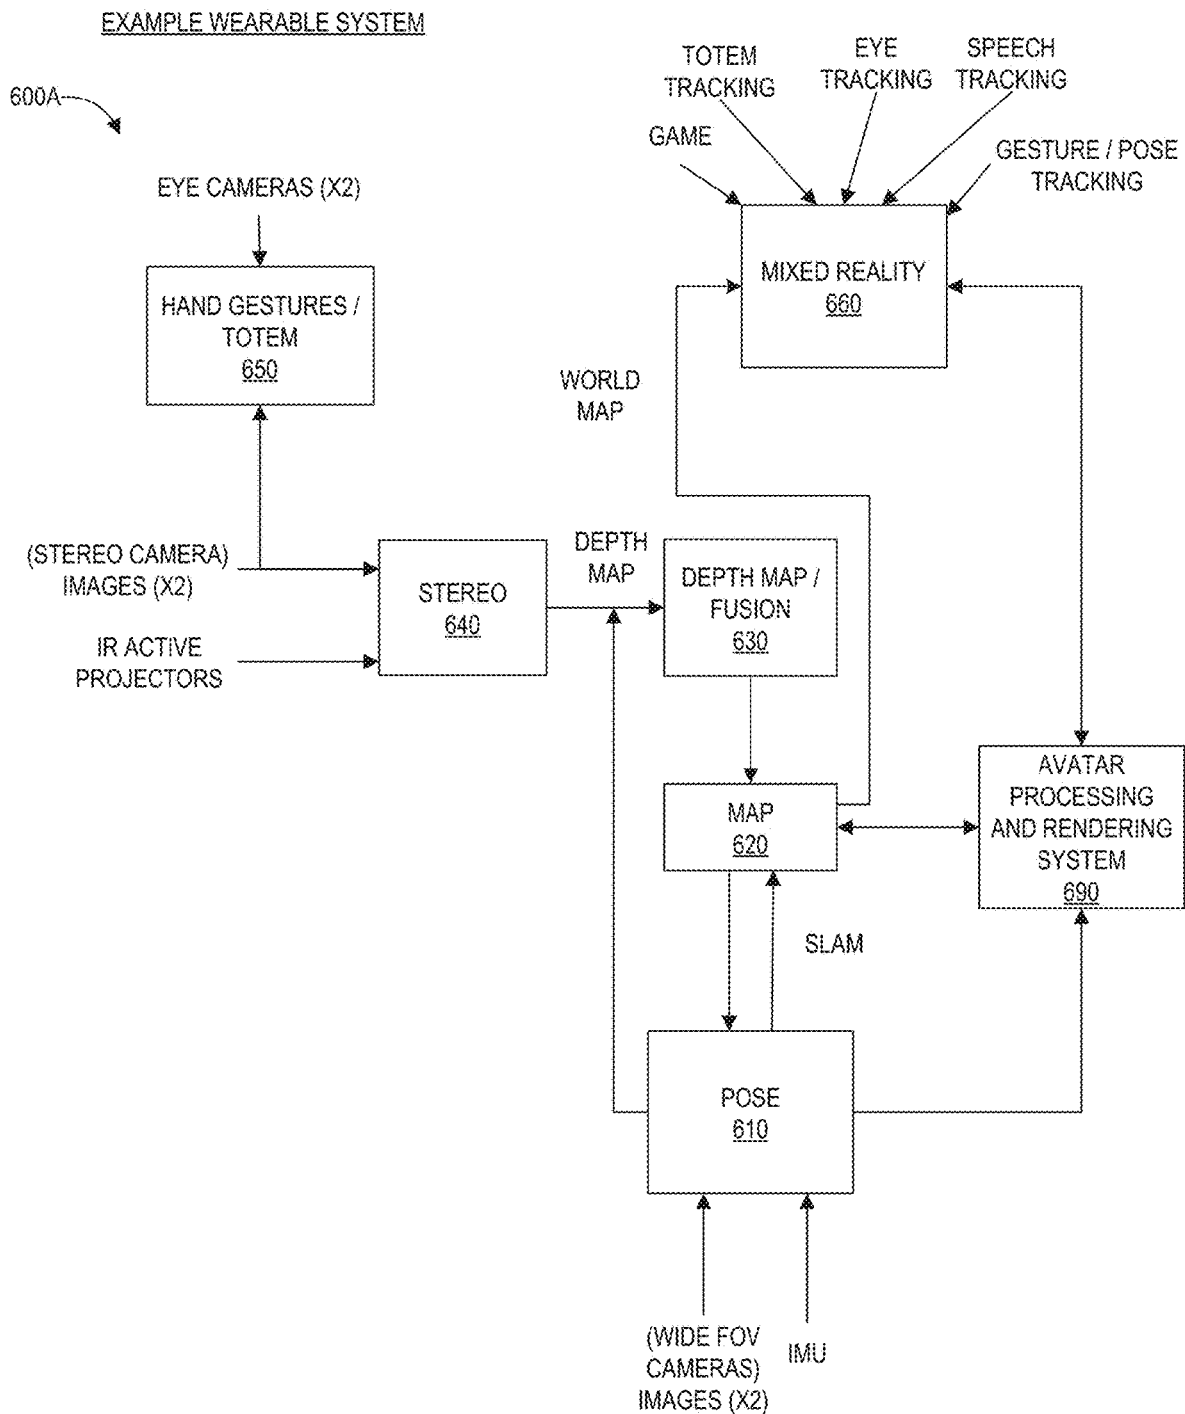 EXAMPLE WEARABLE SYSTEM
600A
TOTEM
TRACKING
EYE
TRACKING
SPEECH
TRACKING
GAME
GESTURE / POSE
TRACKING
EYE CAMERAS (X2)
HAND GESTURES /
TOTEM
650
MIXED REALITY
660
WORLD
MAP
(STEREO CAMERA)
IMAGES (X2)
IR ACTIVE
PROJECTORS
STEREO
640
DEPTH
MAP
DEPTH MAP /
FUSION
630
MAP
620
AVATAR
PROCESSING
AND RENDERING
SYSTEM
690
SLAM
POSE
610
(WIDE FOV
CAMERAS)
IMAGES (X2)
IMU